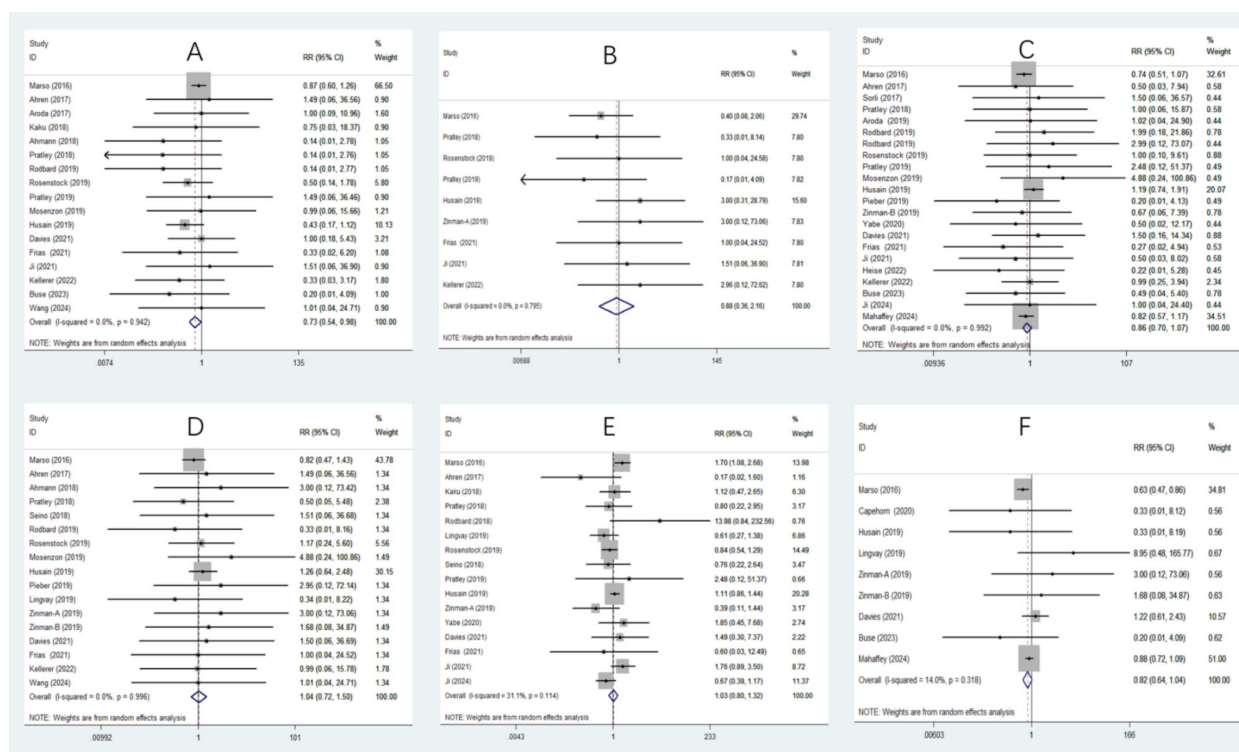 A
Study %
ID RR (95% CI) Weight
Marso (2016) 0.87 (0.60, 1.26) 66.50
Ahren (2017) 1.49 (0.06, 36.56) 0.90
Aroda (2017) 1.00 (0.09, 10.96) 1.60
Kaku (2018) 0.75 (0.03, 18.37) 0.90
Ahmann (2018) 0.14 (0.01, 2.78) 1.05
Pratley (2018) 0.14 (0.01, 2.76) 1.05
Rodbard (2019) 0.14 (0.01, 2.77) 1.05
Rosenstock (2019) 0.50 (0.14, 1.78) 5.80
Pratley (2019) 1.49 (0.06, 36.46) 0.90
Mosenzon (2019) 0.99 (0.06, 15.66) 1.21
Husain (2019) 0.43 (0.17, 1.12) 10.13
Davies (2021) 1.00 (0.18, 5.43) 3.21
Frias (2021) 0.33 (0.02, 6.20) 1.08
Ji (2021) 1.51 (0.06, 36.90) 0.90
Kellerer (2022) 0.33 (0.03, 3.17) 1.80
Buse (2023) 0.20 (0.01, 4.09) 1.00
Wang (2024) 1.01 (0.04, 24.71) 0.90
Overall (I-squared = 0.0%, p = 0.942) 0.73 (0.54, 0.98) 100.00
NOTE: Weights are from random effects analysis
.0074 1 135
B
Study %
ID RR (95% CI) Weight
Marso (2016) 0.40 (0.08, 2.06) 29.74
Pratley (2018) 0.33 (0.01, 8.14) 7.80
Rosenstock (2018) 1.00 (0.04, 24.58) 7.80
Pratley (2019) 0.17 (0.01, 4.09) 7.82
Husain (2019) 3.00 (0.31, 28.79) 15.60
Zinman-A (2019) 3.00 (0.12, 73.06) 7.83
Frias (2021) 1.00 (0.04, 24.52) 7.80
Ji (2021) 1.51 (0.06, 36.90) 7.81
Kellerer (2022) 2.96 (0.12, 72.62) 7.80
Overall (I-squared = 0.0%, p = 0.795) 0.88 (0.36, 2.16) 100.00
NOTE: Weights are from random effects analysis
.00588 1 145
C
Study %
ID RR (95% CI) Weight
Marso (2016) 0.74 (0.51, 1.07) 32.61
Ahren (2017) 0.50 (0.03, 7.94) 0.58
Sorli (2017) 1.50 (0.06, 36.57) 0.44
Pratley (2018) 1.00 (0.06, 15.87) 0.58
Aroda (2019) 1.02 (0.04, 24.90) 0.44
Rodbard (2019) 1.99 (0.18, 21.86) 0.78
Rodbard (2019) 2.99 (0.12, 73.07) 0.44
Rosenstock (2019) 1.00 (0.10, 9.61) 0.88
Pratley (2019) 2.48 (0.12, 51.37) 0.49
Mosenzon (2019) 4.88 (0.24, 100.86) 0.49
Husain (2019) 1.19 (0.74, 1.91) 20.07
Pieber (2019) 0.20 (0.01, 4.13) 0.49
Zinman-B (2019) 0.67 (0.06, 7.39) 0.78
Yabe (2020) 0.50 (0.02, 12.17) 0.44
Davies (2021) 1.50 (0.16, 14.34) 0.88
Frias (2021) 0.27 (0.02, 4.94) 0.53
Ji (2021) 0.50 (0.03, 8.02) 0.58
Heise (2022) 0.22 (0.01, 5.28) 0.45
Kellerer (2022) 0.99 (0.25, 3.94) 2.34
Buse (2023) 0.49 (0.04, 5.40) 0.78
Ji (2024) 1.00 (0.04, 24.40) 0.44
Mahaffey (2024) 0.82 (0.57, 1.17) 34.51
Overall (I-squared = 0.0%, p = 0.992) 0.86 (0.70, 1.07) 100.00
NOTE: Weights are from random effects analysis
.00936 1 107
D
Study %
ID RR (95% CI) Weight
Marso (2016) 0.82 (0.47, 1.43) 43.78
Ahren (2017) 1.49 (0.06, 36.56) 1.34
Ahmann (2018) 3.00 (0.12, 73.42) 1.34
Pratley (2018) 0.50 (0.05, 5.48) 2.38
Seino (2018) 1.51 (0.06, 36.68) 1.34
Rodbard (2019) 0.33 (0.01, 8.16) 1.34
Rosenstock (2019) 1.17 (0.24, 5.60) 5.56
Mosenzon (2019) 4.88 (0.24, 100.86) 1.49
Husain (2019) 1.26 (0.64, 2.48) 30.15
Pieber (2019) 2.95 (0.12, 72.14) 1.34
Lingvay (2019) 0.34 (0.01, 8.22) 1.34
Zinman-A (2019) 3.00 (0.12, 73.06) 1.34
Zinman-B (2019) 1.68 (0.08, 34.87) 1.49
Davies (2021) 1.50 (0.06, 36.69) 1.34
Frias (2021) 1.00 (0.04, 24.52) 1.34
Kellerer (2022) 0.99 (0.06, 15.78) 1.78
Wang (2024) 1.01 (0.04, 24.71) 1.34
Overall (I-squared = 0.0%, p = 0.996) 1.04 (0.72, 1.50) 100.00
NOTE: Weights are from random effects analysis
.00992 1 101
E
Study %
ID RR (95% CI) Weight
Marso (2016) 1.70 (1.08, 2.68) 13.98
Ahren (2017) 0.17 (0.02, 1.60) 1.16
Kaku (2018) 1.12 (0.47, 2.65) 6.30
Pratley (2018) 0.80 (0.22, 2.95) 3.17
Rodbard (2018) 13.98 (0.84, 232.56) 0.76
Lingvay (2019) 0.61 (0.27, 1.38) 6.86
Rosenstock (2019) 0.84 (0.54, 1.29) 14.49
Seino (2018) 0.76 (0.22, 2.64) 3.47
Pratley (2019) 2.48 (0.12, 51.37) 0.66
Husain (2019) 1.11 (0.86, 1.44) 20.28
Zinman-A (2019) 0.39 (0.11, 1.44) 3.17
Yabe (2020) 1.85 (0.45, 7.68) 2.74
Davies (2021) 1.49 (0.30, 7.37) 2.22
Frias (2021) 0.60 (0.03, 12.49) 0.65
Ji (2021) 1.76 (0.89, 3.50) 8.72
Ji (2024) 0.67 (0.39, 1.17) 11.37
Overall (I-squared = 31.1%, p = 0.114) 1.03 (0.80, 1.32) 100.00
NOTE: Weights are from random effects analysis
.0043 1 233
F
Study %
ID RR (95% CI) Weight
Marso (2016) 0.63 (0.47, 0.86) 34.81
Capehorn (2020) 0.33 (0.01, 8.12) 0.56
Husain (2019) 0.33 (0.01, 8.19) 0.56
Lingvay (2019) 8.95 (0.48, 165.77) 0.67
Zinman-A (2019) 3.00 (0.12, 73.06) 0.56
Zinman-B (2019) 1.68 (0.08, 34.87) 0.63
Davies (2021) 1.22 (0.61, 2.43) 10.57
Buse (2023) 0.20 (0.01, 4.09) 0.62
Mahaffey (2024) 0.88 (0.72, 1.09) 51.00
Overall (I-squared = 14.0%, p = 0.318) 0.82 (0.64, 1.04) 100.00
NOTE: Weights are from random effects analysis
.00603 1 166